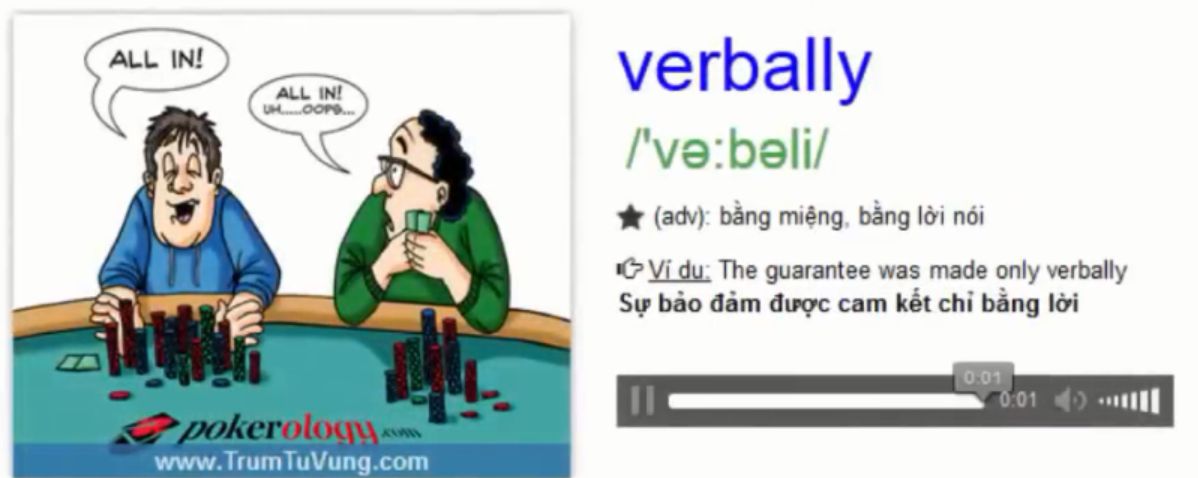 ALL IN!
ALL IN!
UH.....OOPS...
pokerology.com
www.TrumTuVung.com
verbally
/'və:bəli/
(adv): bằng miệng, bằng lời nói
Ví du: The guarantee was made only verbally
Sự bảo đảm được cam kết chỉ bằng lời
0:01
0:01